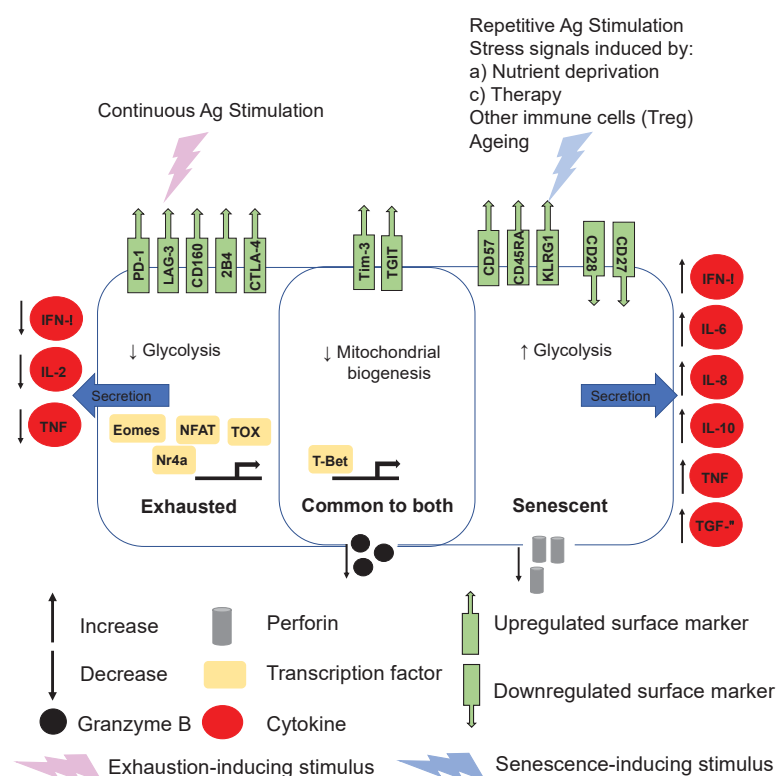 Repetitive Ag Stimulation
Stress signals induced by:
a) Nutrient deprivation
c) Therapy
Other immune cells (Treg)
Ageing
Continuous Ag Stimulation
PD-1
LAG-3
CD160
2B4
CTLA-4
Tim-3
TGIT
CD57
CD45RA
KLRG1
CD28
CD27
IFN-I
IL-2
TNF
↓ Glycolysis
↓ Mitochondrial
biogenesis
↑ Glycolysis
Secretion
Secretion
IFN-I
IL-6
IL-8
IL-10
TNF
TGF-"
Eomes
NFAT
TOX
Nr4a
T-Bet
Exhausted
Common to both
Senescent
Increase
Perforin
Upregulated surface marker
Decrease
Transcription factor
Downregulated surface marker
Granzyme B
Cytokine
Exhaustion-inducing stimulus
Senescence-inducing stimulus